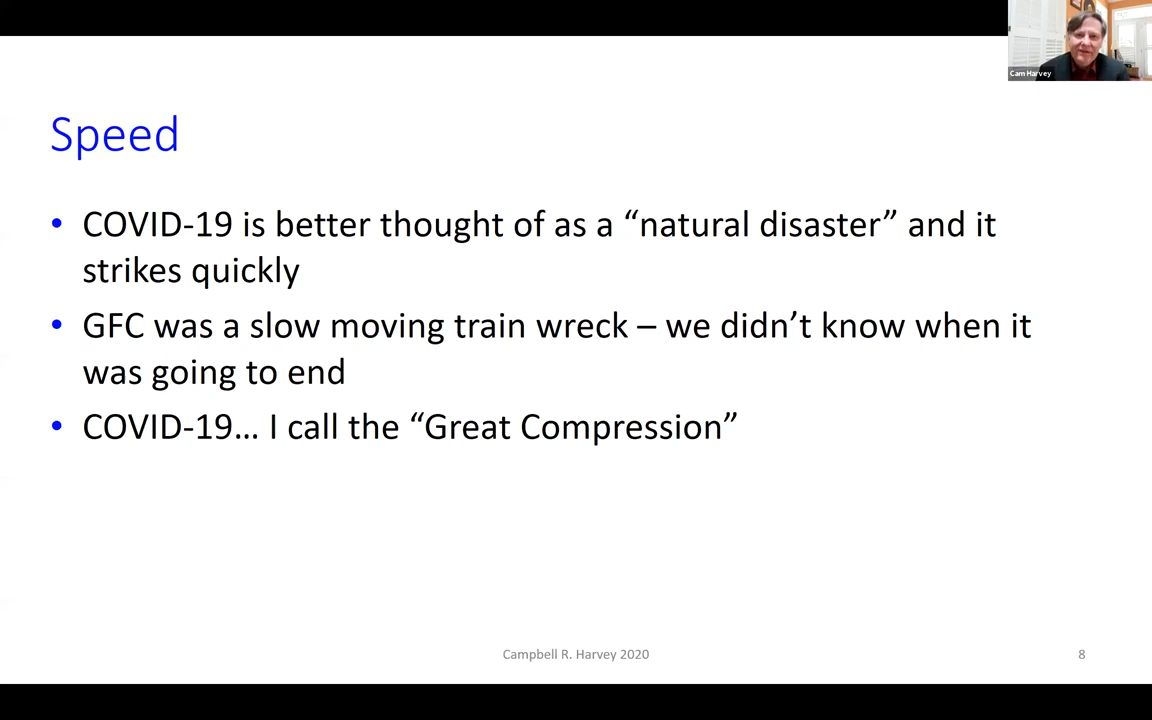 Cam Harvey
Speed
• COVID-19 is better thought of as a “natural disaster” and it
strikes quickly
• GFC was a slow moving train wreck – we didn’t know when it
was going to end
• COVID-19… I call the “Great Compression”
Campbell R. Harvey 2020
8